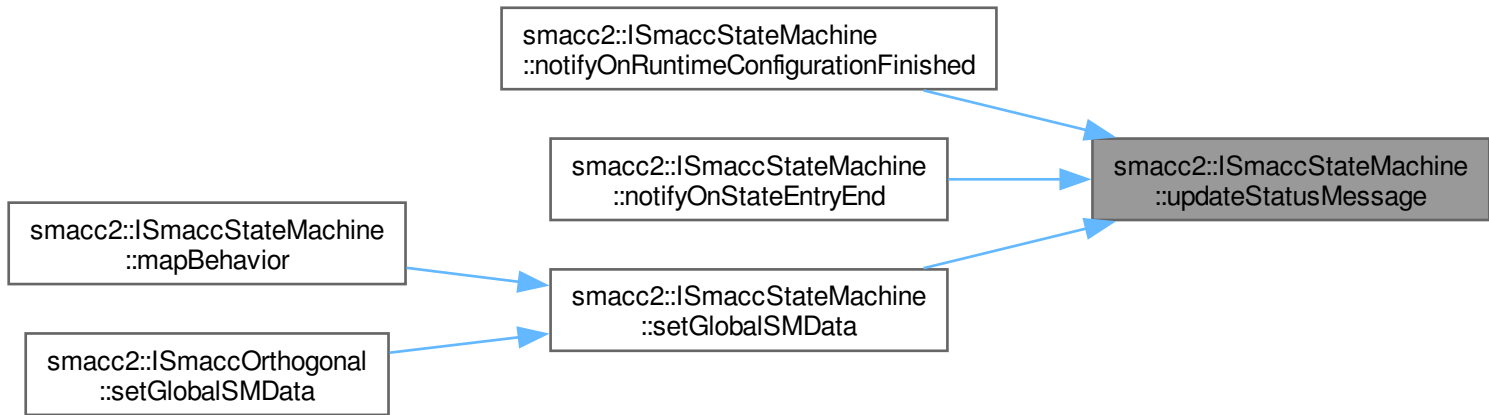 smacc2::ISmaccStateMachine
::notifyOnRuntimeConfigurationFinished
smacc2::ISmaccStateMachine
::notifyOnStateEntryEnd
smacc2::ISmaccStateMachine
::updateStatusMessage
smacc2::ISmaccStateMachine
::mapBehavior
smacc2::ISmaccStateMachine
::setGlobalSMData
smacc2::ISmaccOrthogonal
::setGlobalSMData